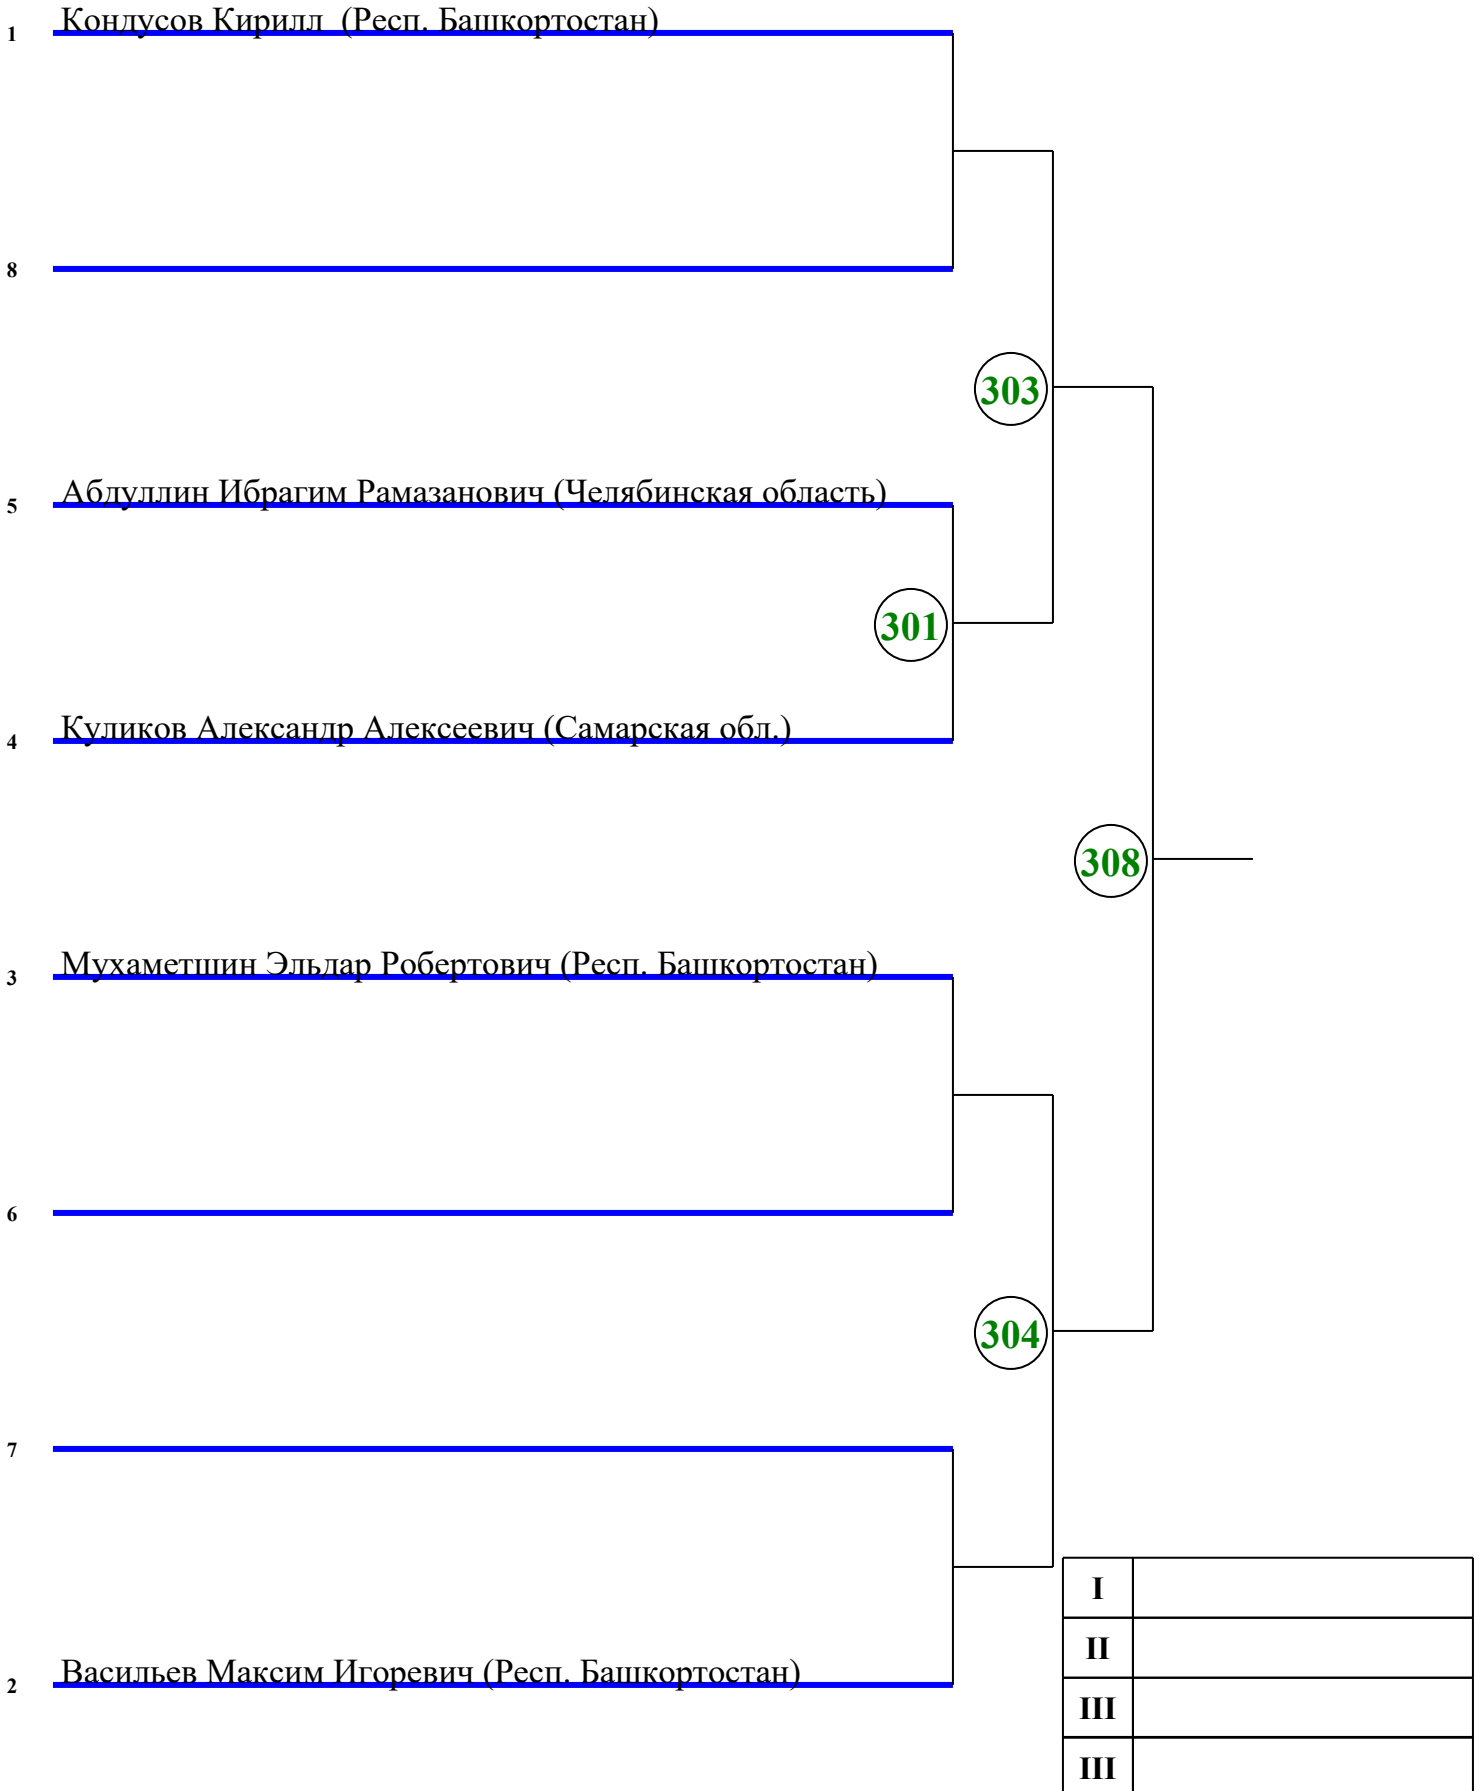 1 Кондусов Кирилл (Респ. Башкортостан)
8
303
5 Абдуллин Ибрагим Рамазанович (Челябинская область)
301
4 Куликов Александр Алексеевич (Самарская обл.)
308
3 Мухаметшин Эльдар Робертович (Респ. Башкортостан)
6
304
7
I
II
2 Васильев Максим Игоревич (Респ. Башкортостан)
III
III